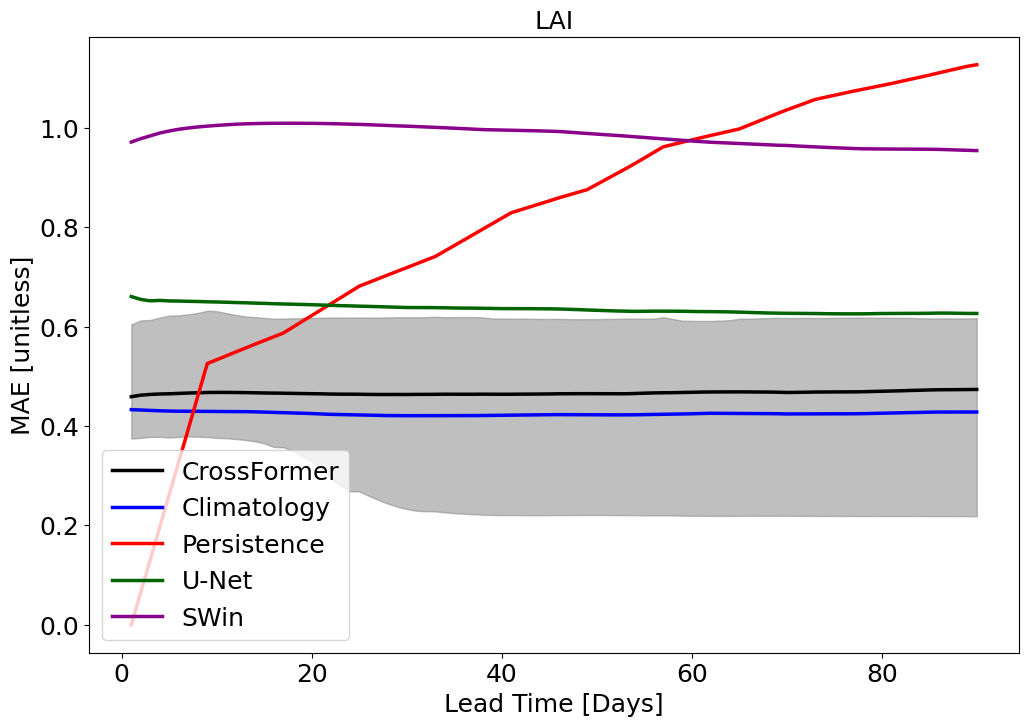 LAI
MAE [unitless]
1.0
0.8
0.6
0.4
0.2
0.0
CrossFormer
Climatology
Persistence
U-Net
SWin
0 20 40 60 80
Lead Time [Days]